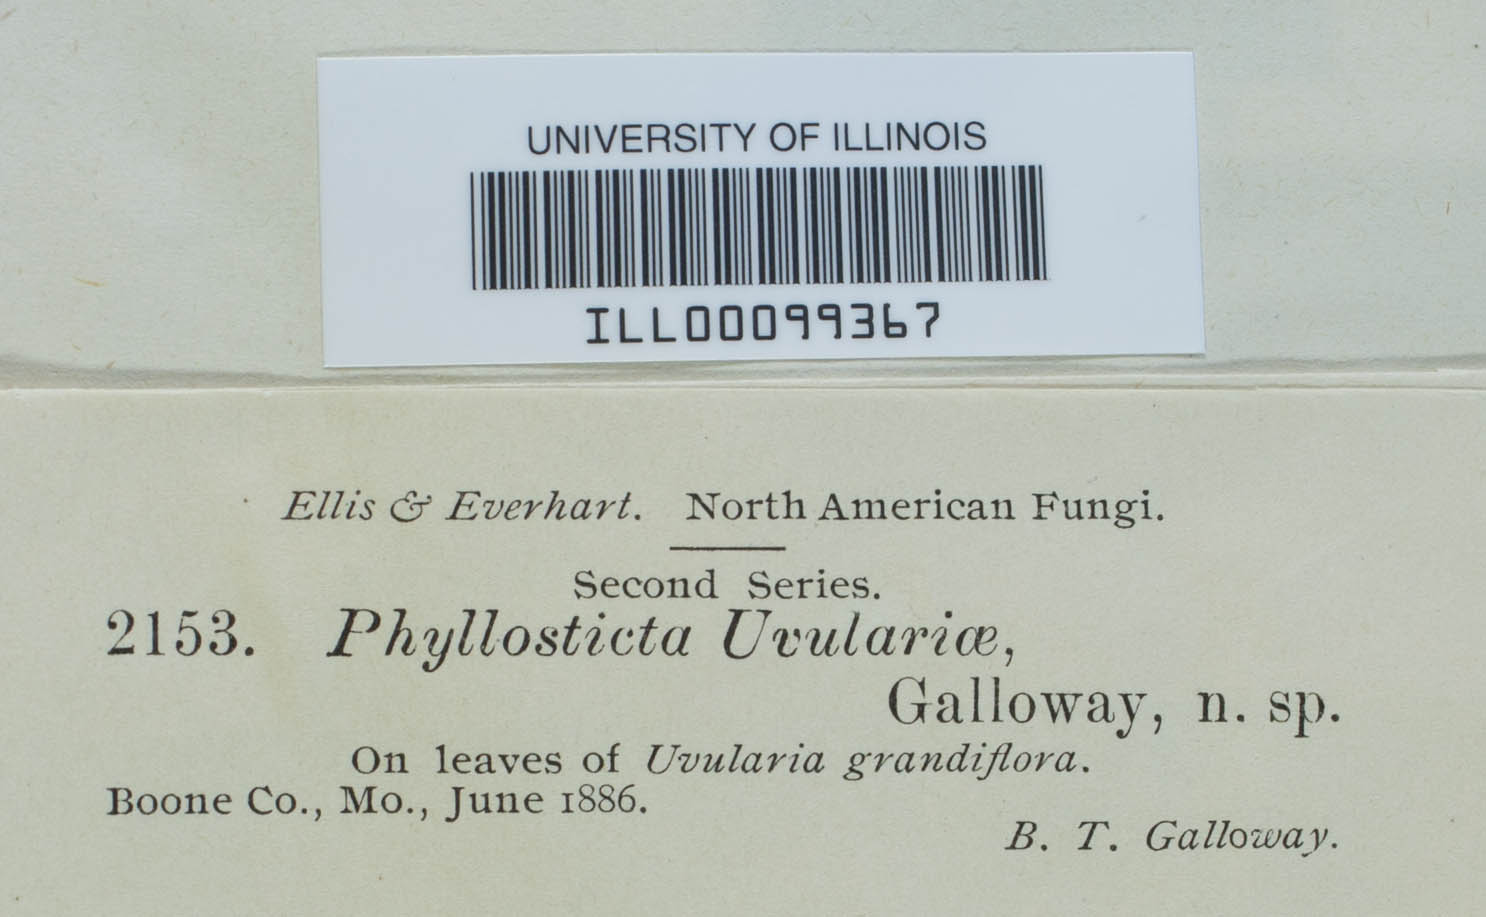 UNIVERSITY OF ILLINOIS
ILL00099367
Ellis & Everhart. North American Fungi.
Second Series.
2153. Phyllosticta Uvulariæ,
Galloway, n. sp.
On leaves of Uvularia grandiflora.
Boone Co., Mo., June 1886.
B. T. Galloway.